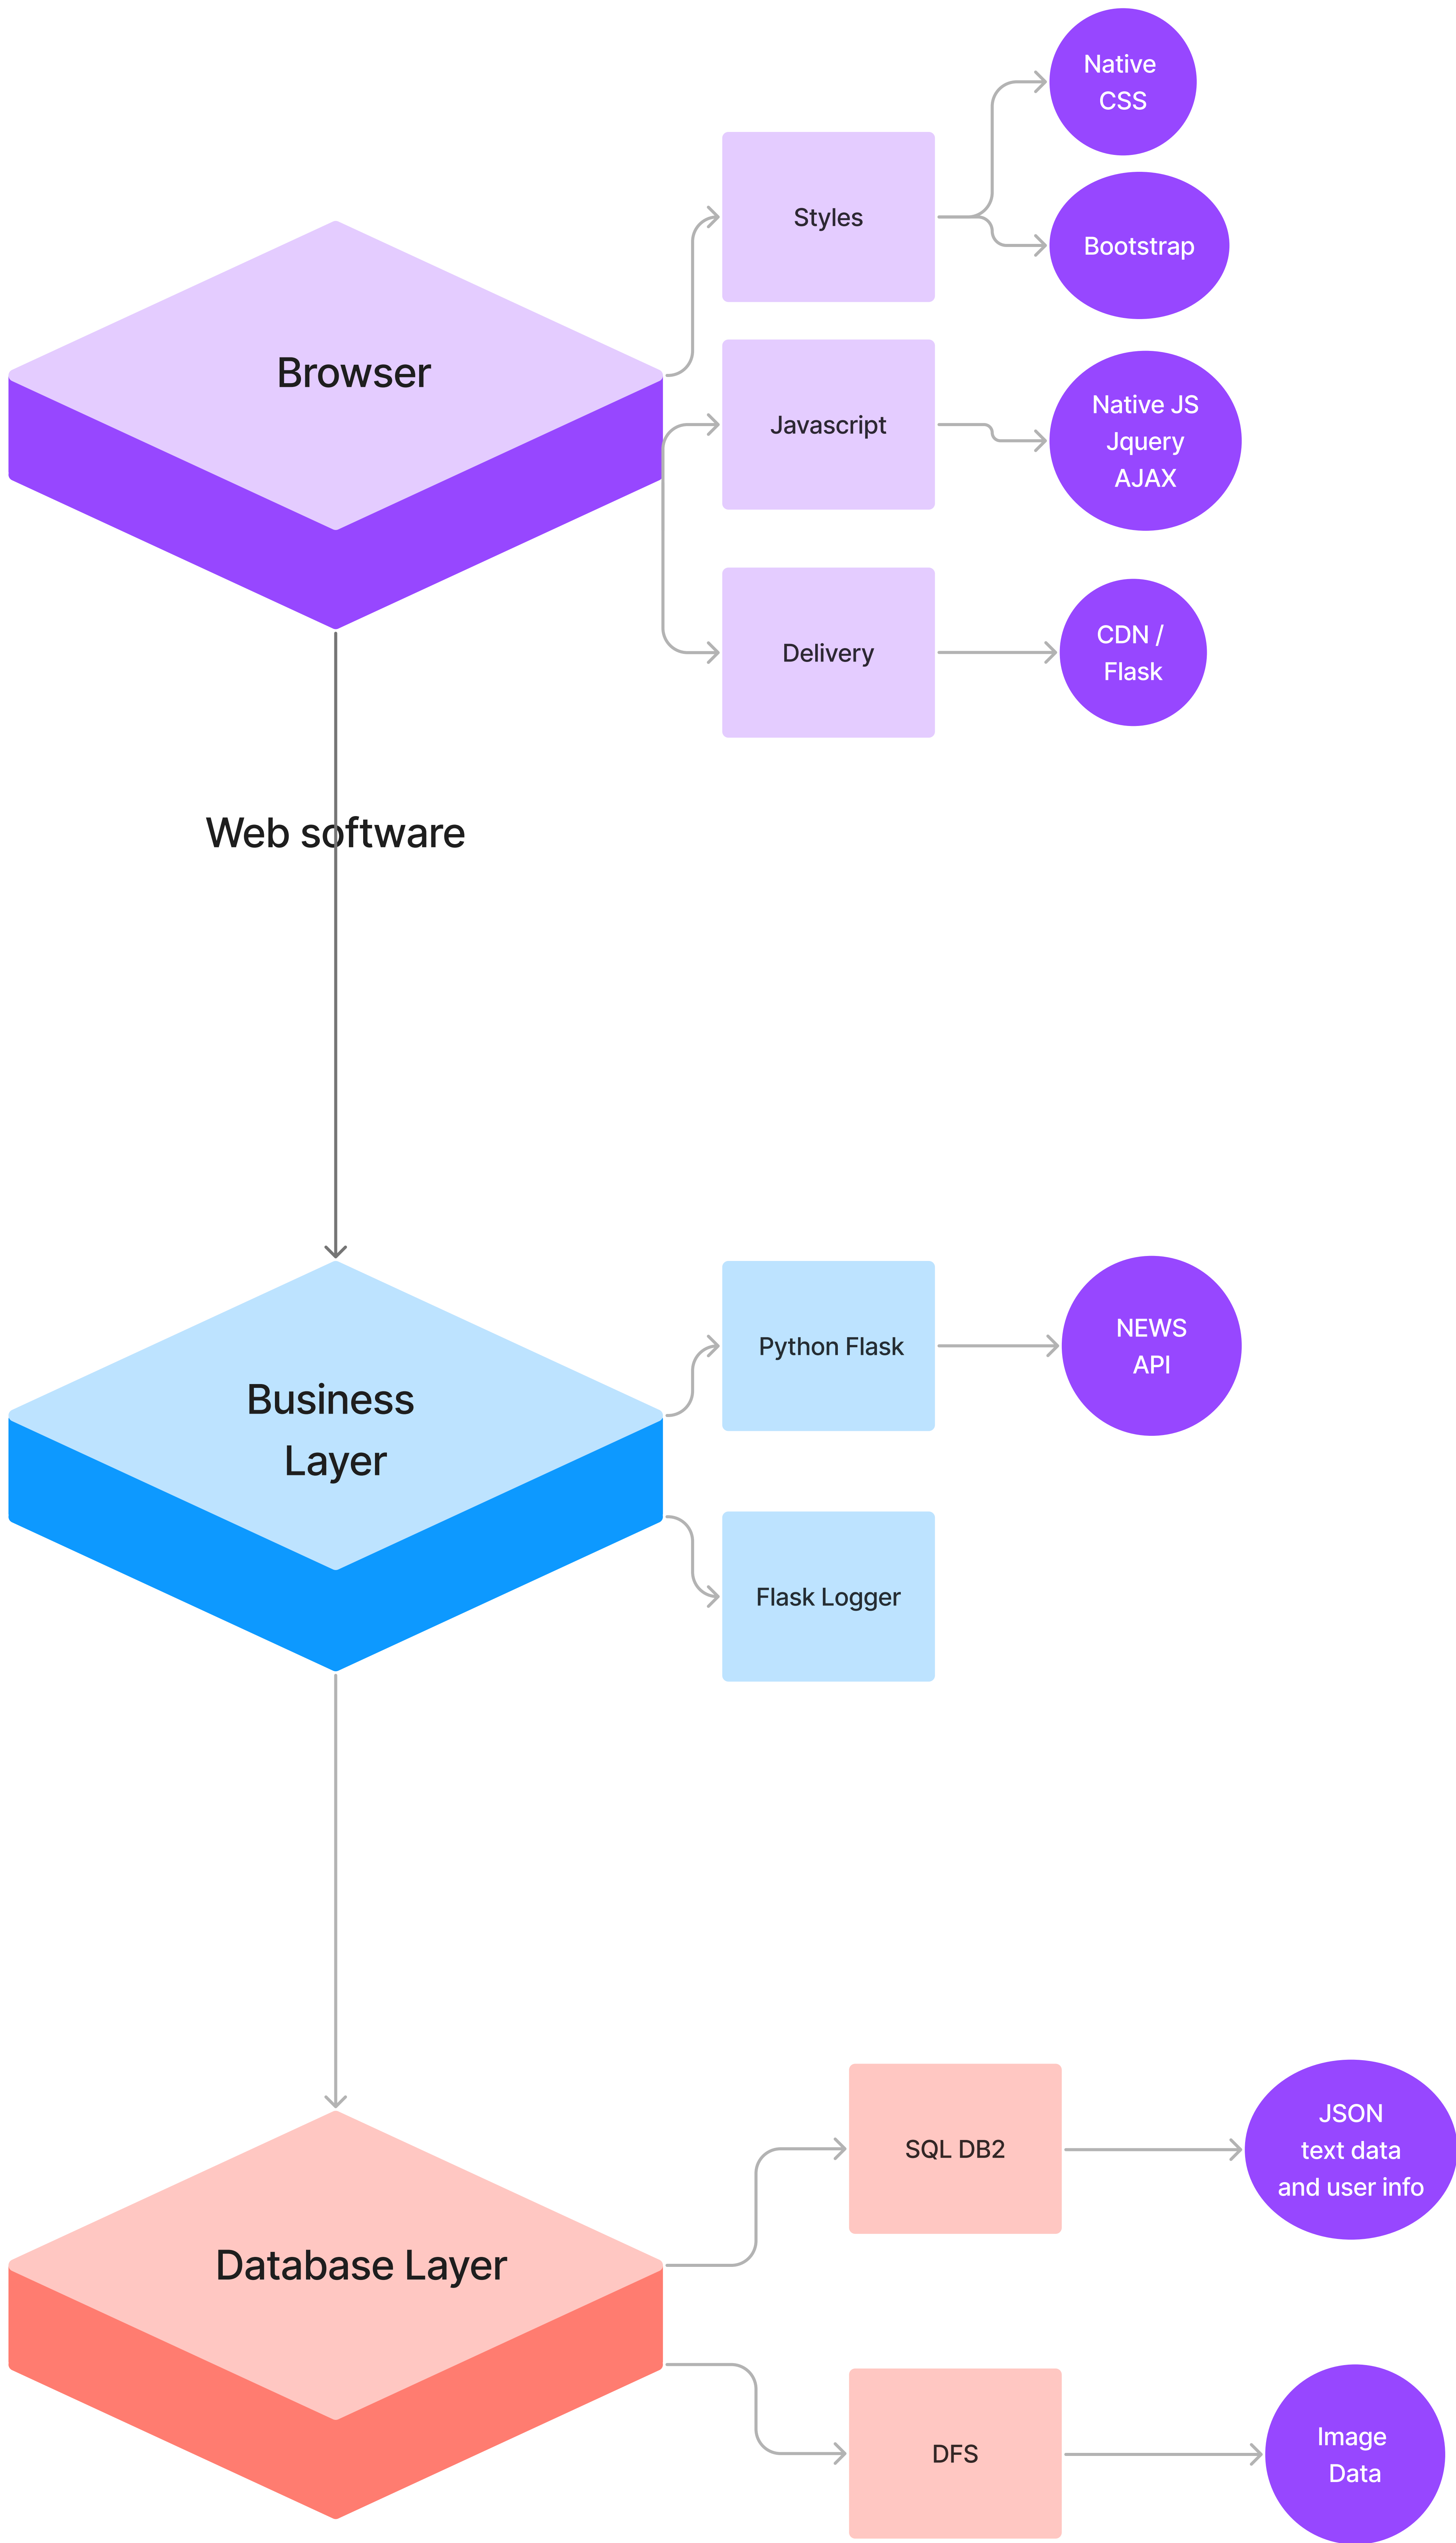 Native
CSS
Styles
Bootstrap
Browser
Native JS
Jquery
AJAX
Javascript
CDN /
Flask
Delivery
Web software
NEWS
API
Python Flask
Business
Layer
Flask Logger
JSON
text data
and user info
SQL DB2
Database Layer
Image
Data
DFS